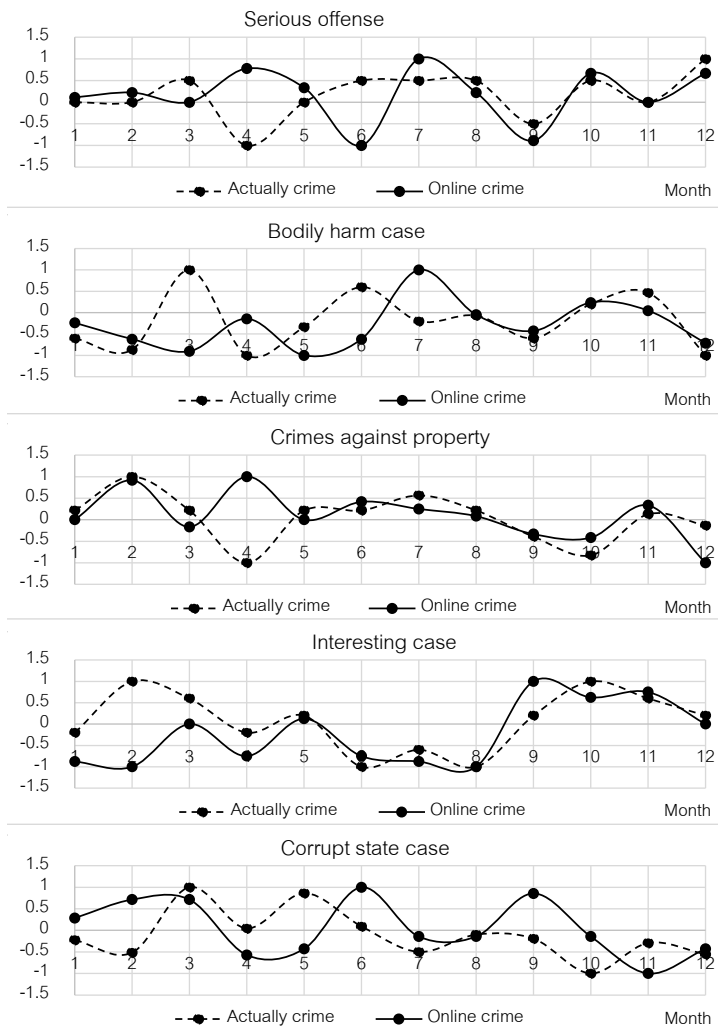 Serious offense
1.5
1
0.5
0
-0.5
-1
-1.5
1 2 3 4 5 6 7 8 9 10 11 12
Actually crime Online crime Month
Bodily harm case
1.5
1
0.5
0
-0.5
-1
-1.5
1 2 3 4 5 6 7 8 9 10 11 12
Actually crime Online crime Month
Crimes against property
1.5
1
0.5
0
-0.5
-1
-1.5
1 2 3 4 5 6 7 8 9 10 11 12
Actually crime Online crime Month
Interesting case
1.5
1
0.5
0
-0.5
-1
-1.5
1 2 3 4 5 6 7 8 9 10 11 12
Actually crime Online crime Month
Corrupt state case
1.5
1
0.5
0
-0.5
-1
-1.5
1 2 3 4 5 6 7 8 9 10 11 12
Actually crime Online crime Month